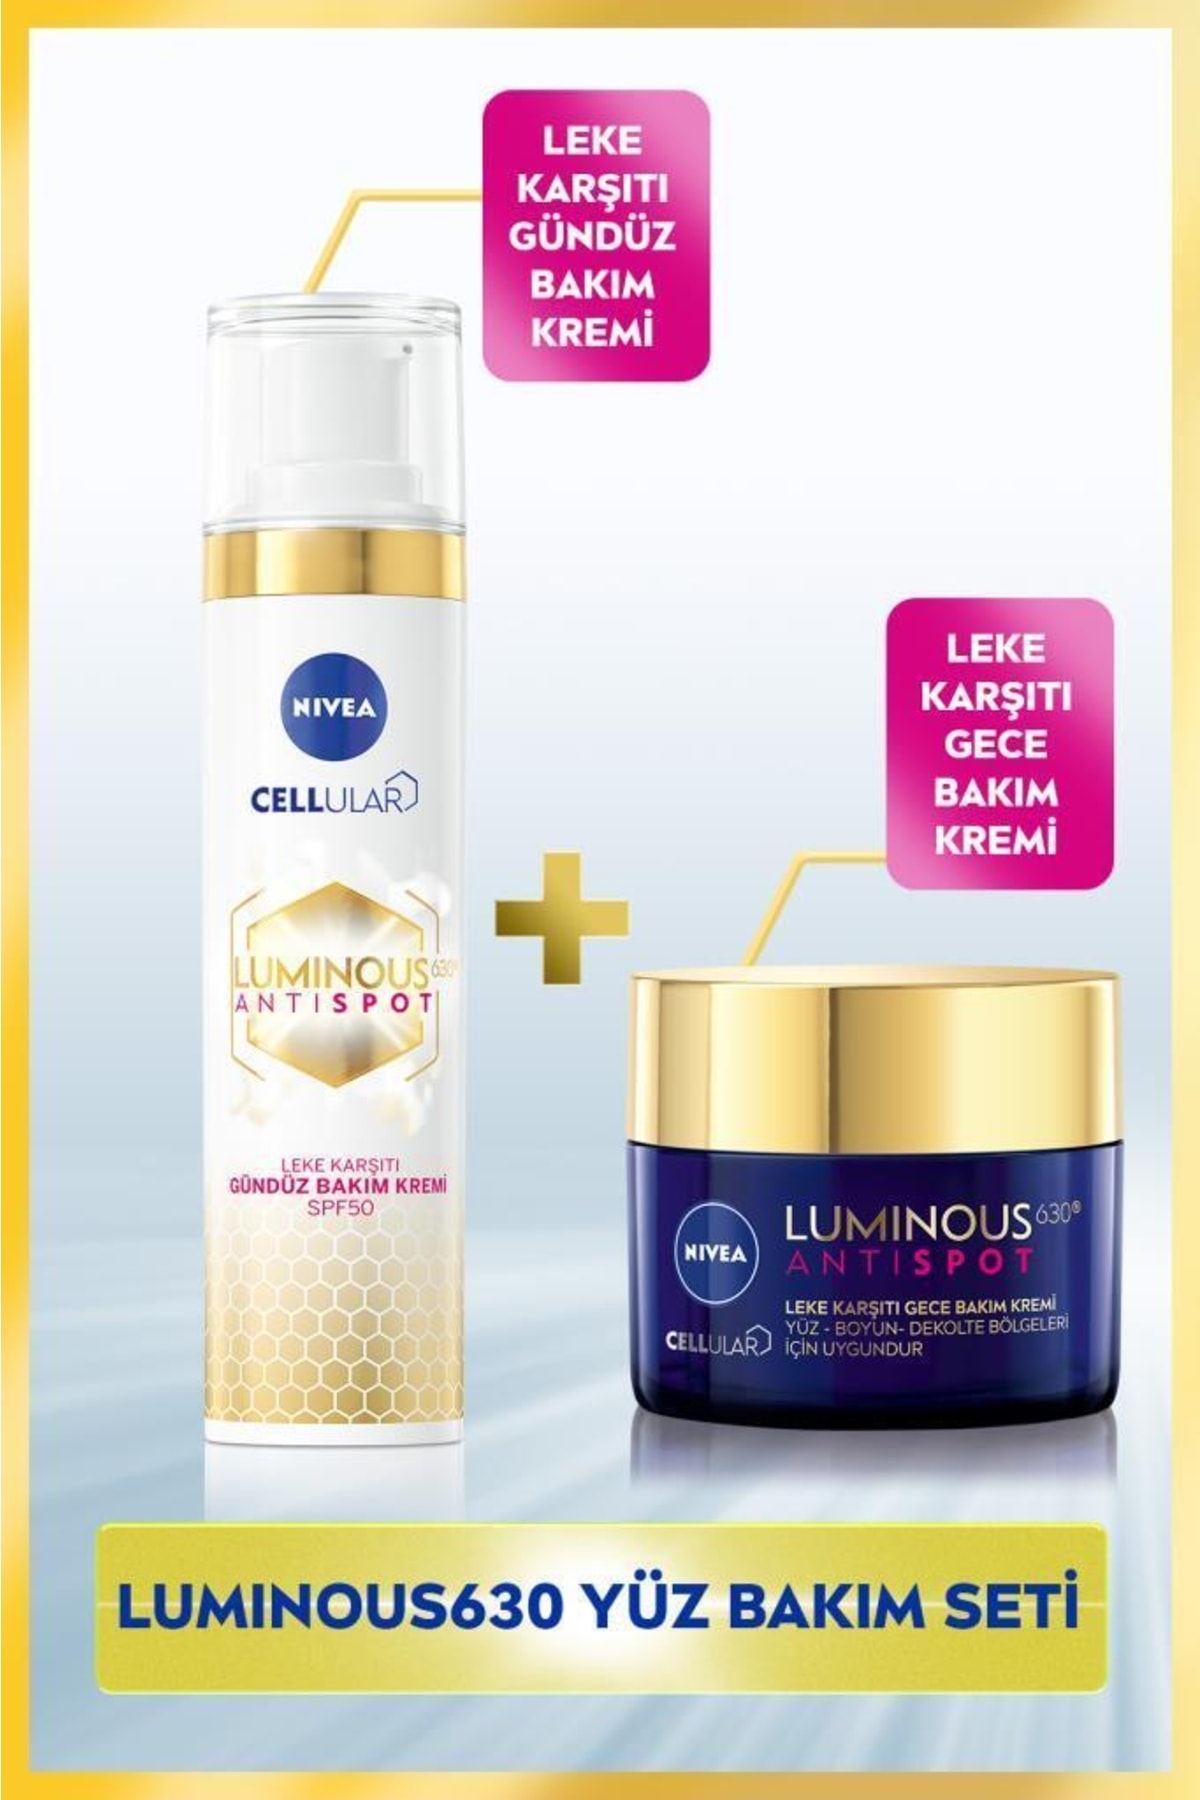 LEKE
KARŞITI
GÜNDÜZ
BAKIM
KREMİ
NIVEA
CELLULAR
LUMINOUS630®
ANTISPOT
LEKE KARŞITI
GÜNDÜZ BAKIM KREMİ
SPF50
LEKE
KARŞITI
GECE
BAKIM
KREMİ
NIVEA
LUMINOUS630®
ANTISPOT
LEKE KARŞITI GECE BAKIM KREMİ
YÜZ - BOYUN- DEKOLTE BÖLGELERİ
CELLULAR
İÇİN UYGUNDUR
LUMINOUS630 YÜZ BAKIM SETİ